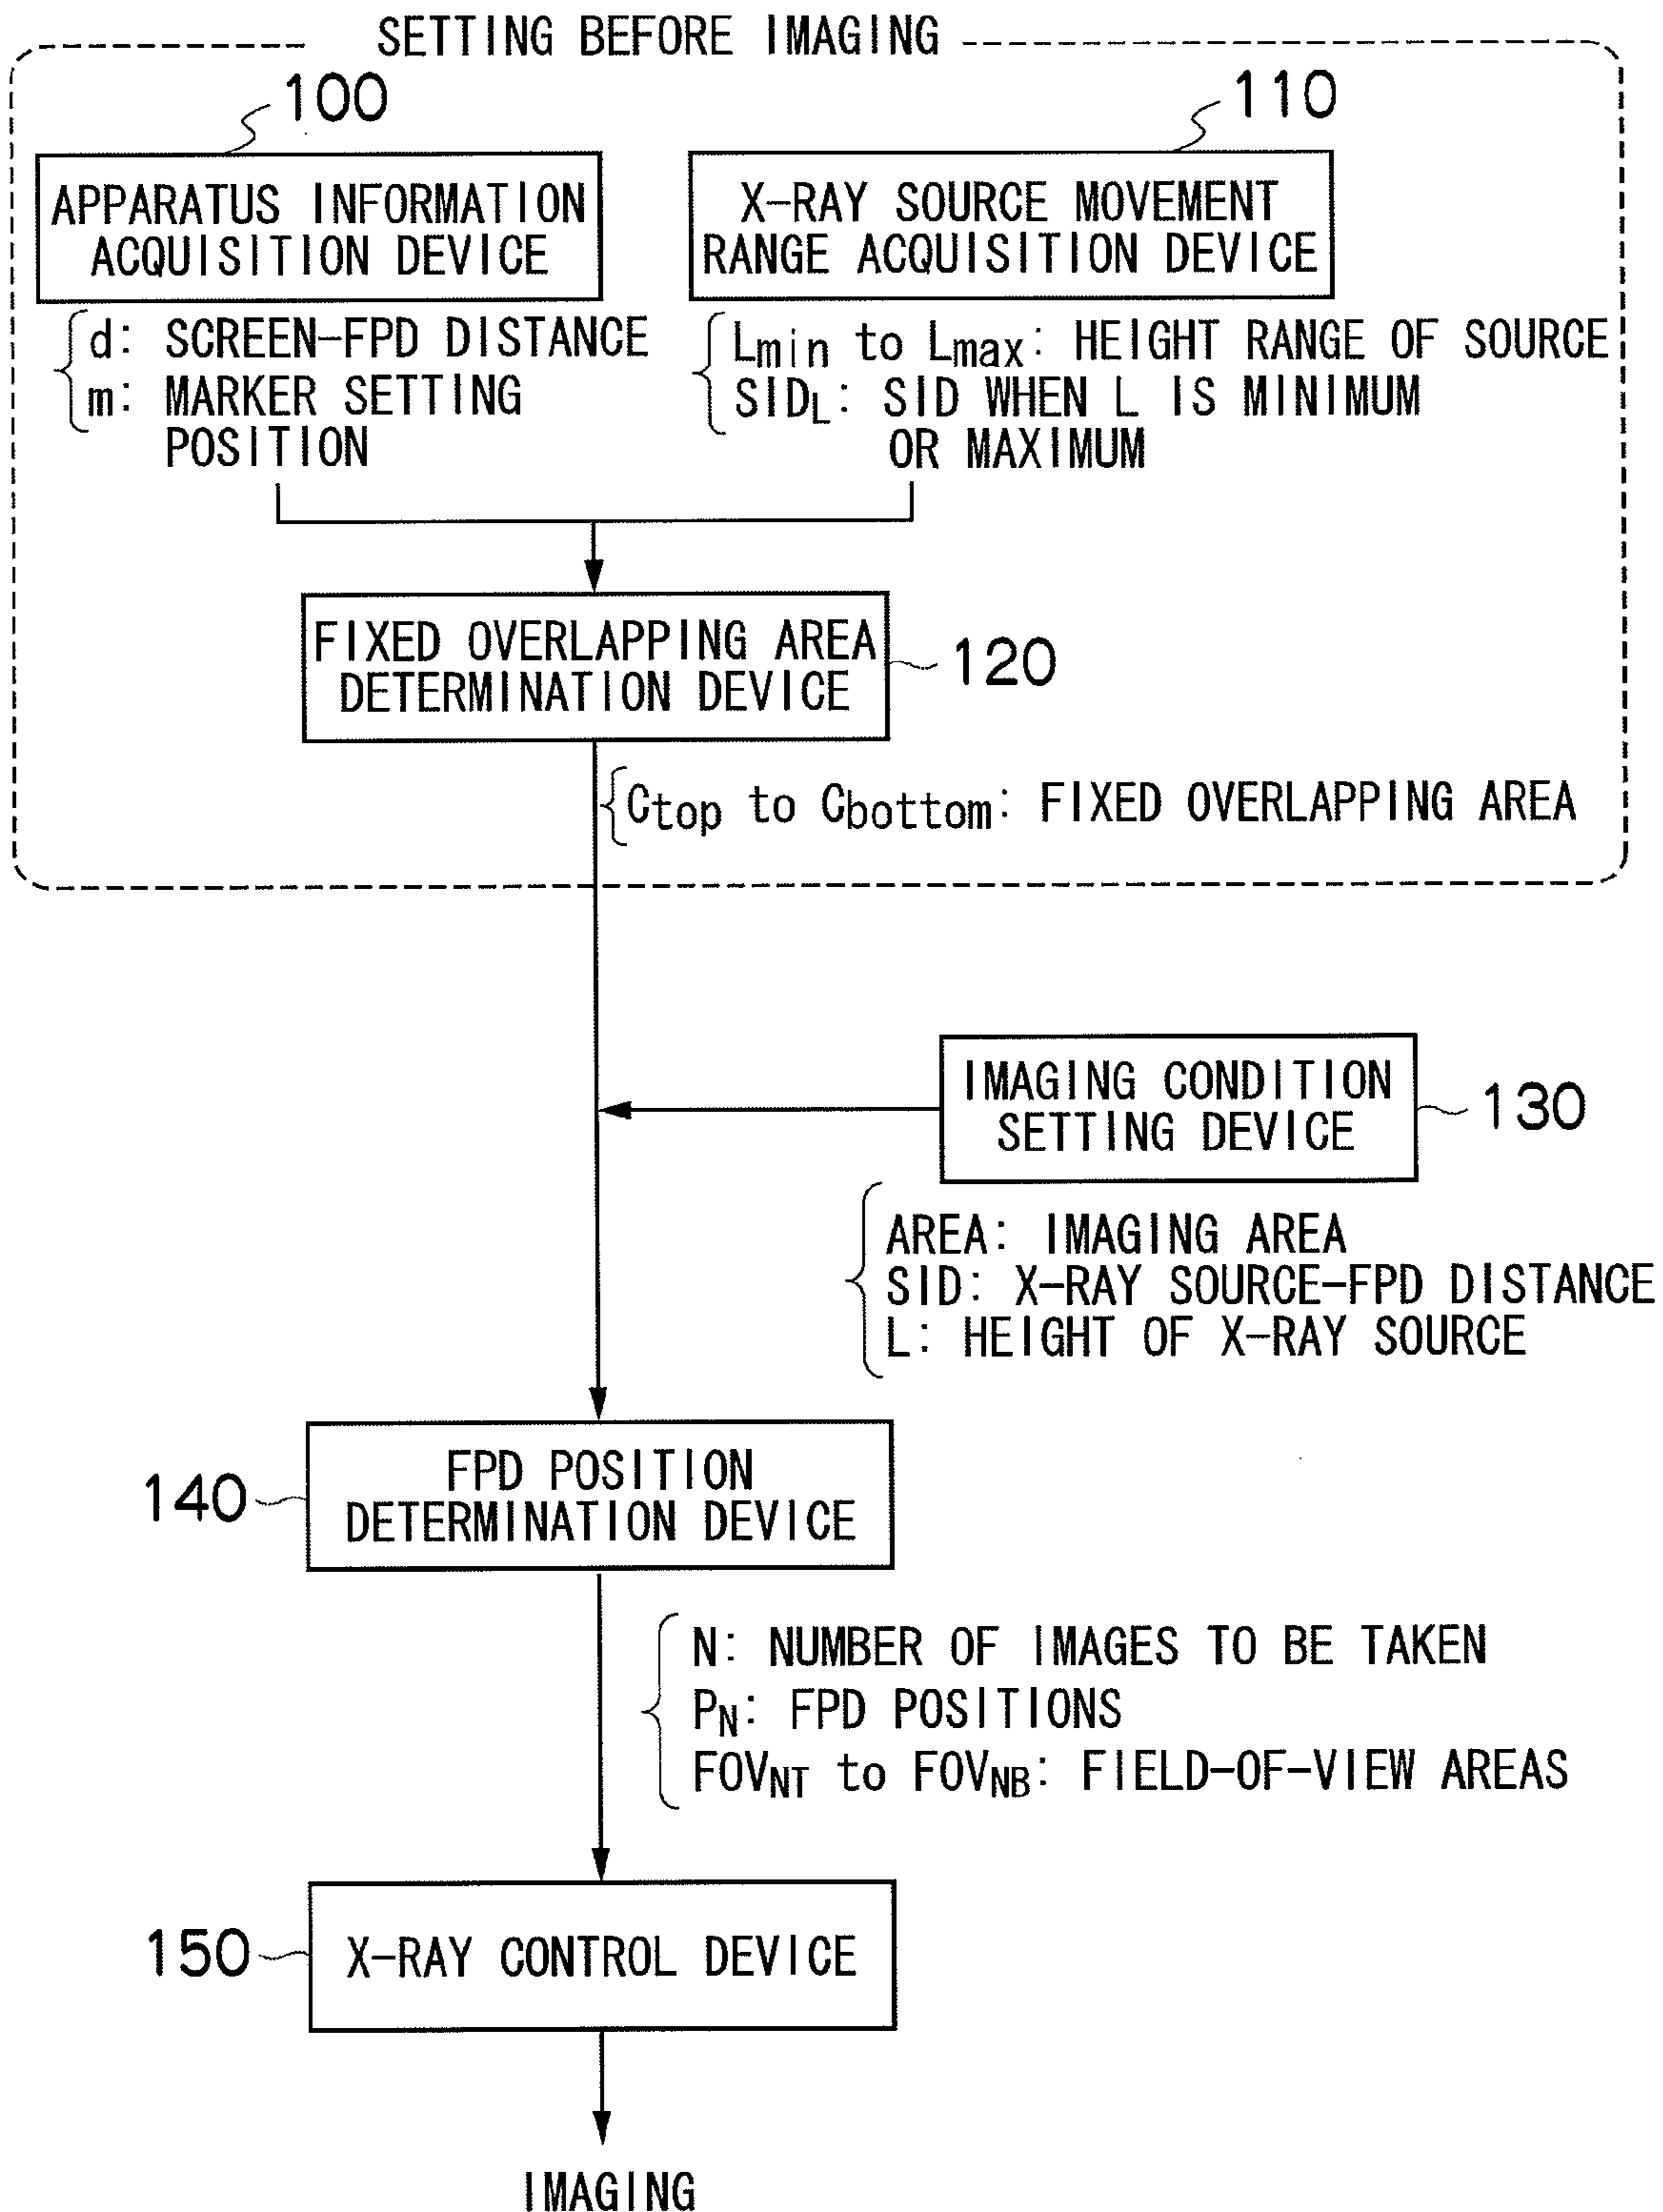 SETTING BEFORE IMAGING
100
110
APPARATUS INFORMATION
ACQUISITION DEVICE
X-RAY SOURCE MOVEMENT
RANGE ACQUISITION DEVICE
d: SCREEN-FPD DISTANCE
m: MARKER SETTING
POSITION
Lmin to Lmax: HEIGHT RANGE OF SOURCE
SIDL: SID WHEN L IS MINIMUM
OR MAXIMUM
FIXED OVERLAPPING AREA
DETERMINATION DEVICE
120
Ctop to Cbottom: FIXED OVERLAPPING AREA
IMAGING CONDITION
SETTING DEVICE
130
AREA: IMAGING AREA
SID: X-RAY SOURCE-FPD DISTANCE
L: HEIGHT OF X-RAY SOURCE
140
FPD POSITION
DETERMINATION DEVICE
N: NUMBER OF IMAGES TO BE TAKEN
PN: FPD POSITIONS
FOVNT to FOVNB: FIELD-OF-VIEW AREAS
150
X-RAY CONTROL DEVICE
IMAGING